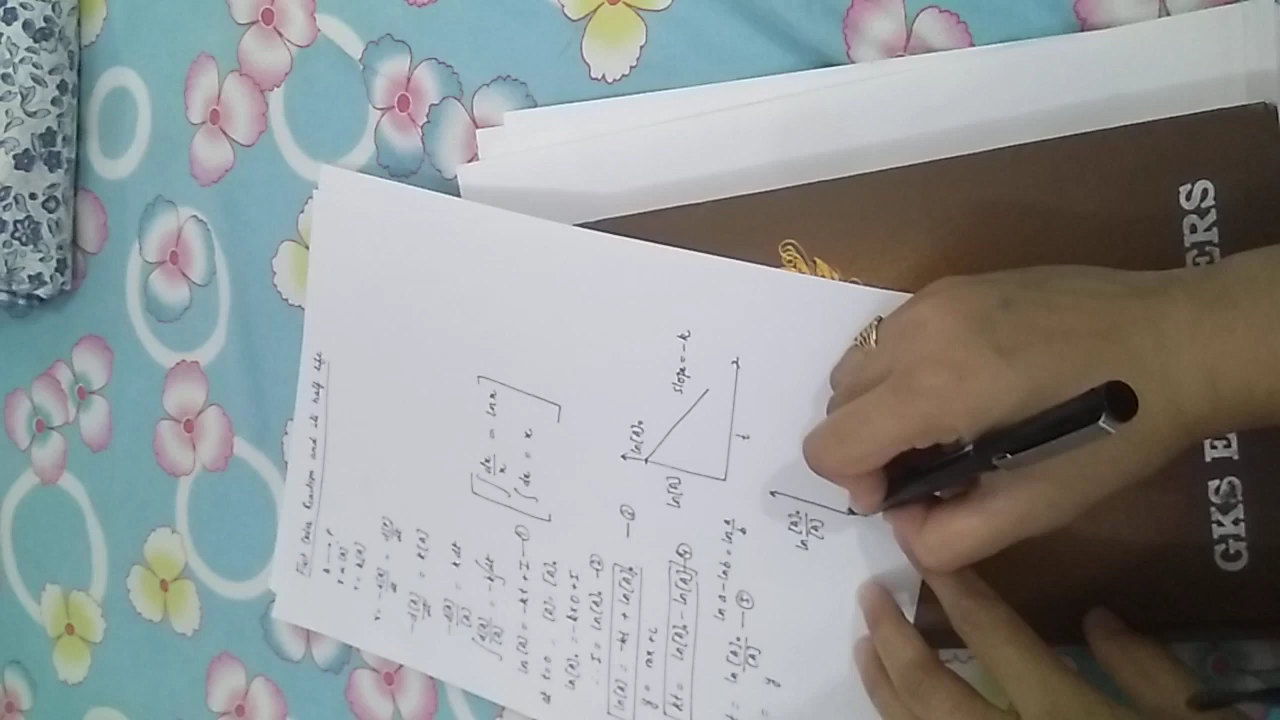 First Order Reaction and its half life
A ⟶ P
r ∝ [A]
r = k[A]
r = -d[A]/dt = d[P]/dt
-d[A]/dt = k[A]
-d[A]/[A] = k dt
∫ d[A]/[A] = -k∫dt
[ ∫ dx/x = ln x
∫ dx = x ]
ln[A] = -kt + I —①
at t=0 [A] = [A]₀
ln[A]₀ = -k×0 + I
∴ I = ln[A]₀ —②
ln[A] = -kt + ln[A]₀ —③
y = mx + c
ln[A]
ln[A]₀
slope = -k
t
kt = ln[A]₀ - ln[A] —④
ln a - ln b = ln a/b
= ln [A]₀/[A] —⑤
= y
ln [A]₀/[A]
GKS
ERS